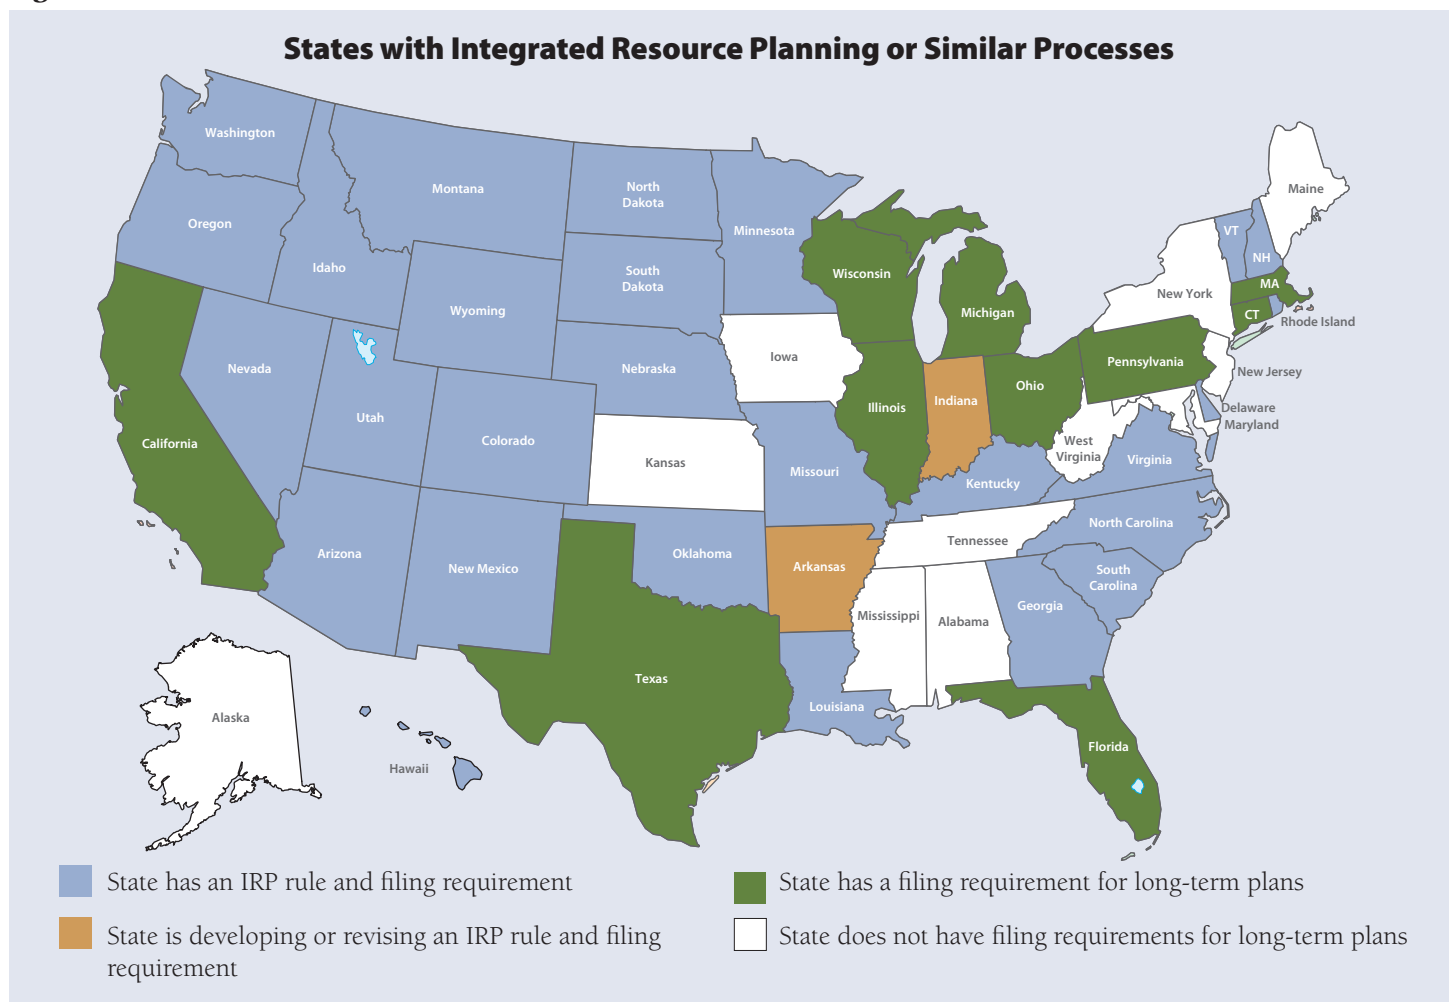 States with Integrated Resource Planning or Similar Processes
Washington
Oregon
Idaho
Montana
North
Dakota
South
Dakota
Minnesota
Wyoming
Nebraska
Nevada
Utah
Colorado
California
Arizona
New Mexico
Kansas
Oklahoma
Texas
Iowa
Missouri
Arkansas
Louisiana
Wisconsin
Michigan
Illinois
Indiana
Ohio
Kentucky
Tennessee
Mississippi
Alabama
Georgia
Florida
South
Carolina
North Carolina
Virginia
West
Virginia
Pennsylvania
New York
Maine
VT
NH
MA
CT
Rhode Island
New Jersey
Delaware
Maryland
Alaska
Hawaii
State has an IRP rule and filing requirement
State is developing or revising an IRP rule and filing
requirement
State has a filing requirement for long-term plans
State does not have filing requirements for long-term plans